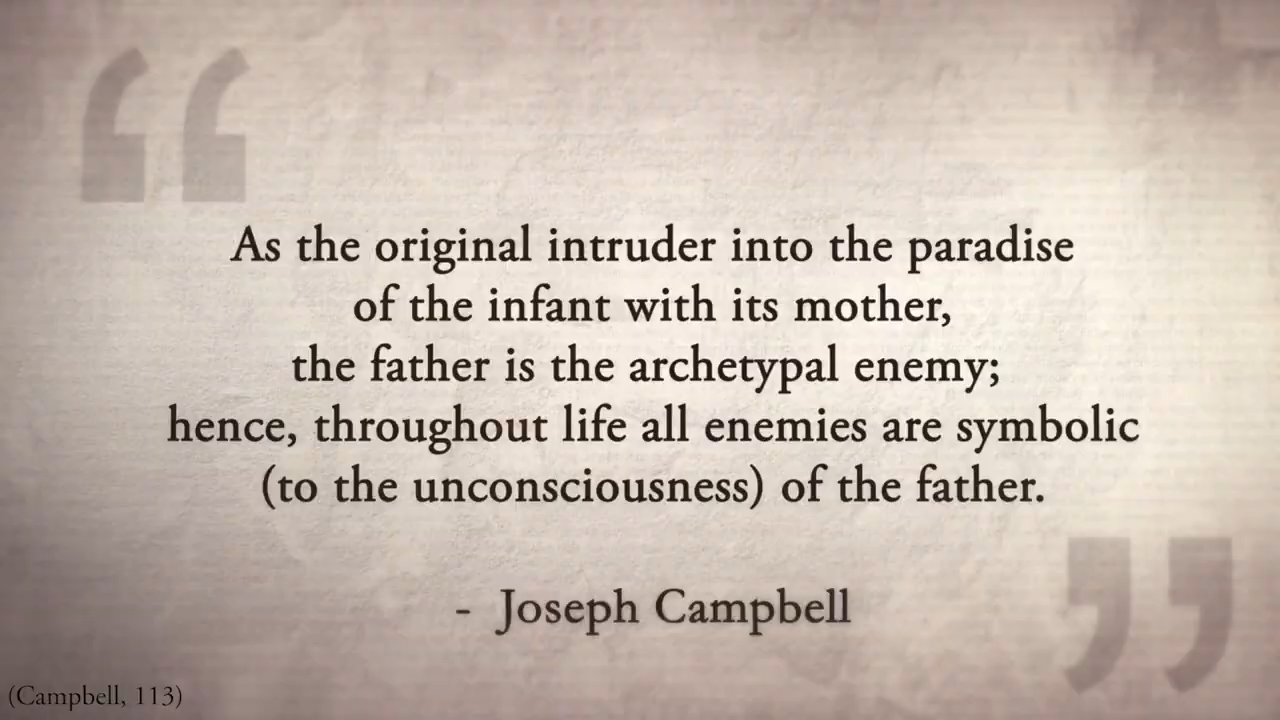 As the original intruder into the paradise
of the infant with its mother,
the father is the archetypal enemy;
hence, throughout life all enemies are symbolic
(to the unconsciousness) of the father.
- Joseph Campbell
(Campbell, 113)